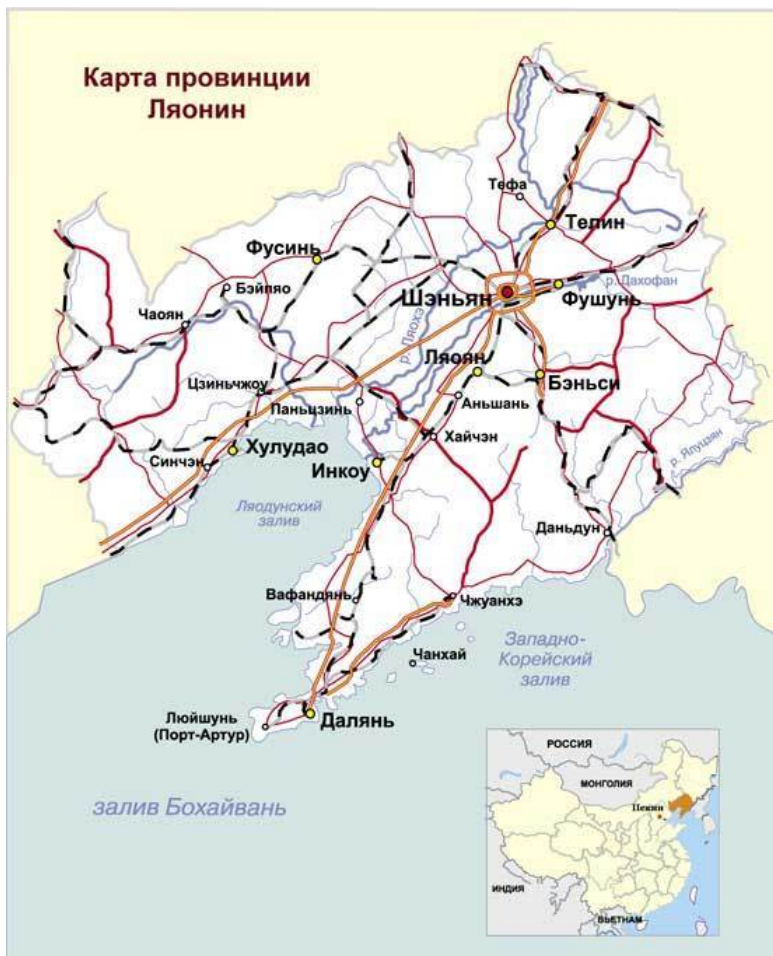 Карта провинции
Ляонин
Тефа
Телин
Фусинь
р. Дахофан
Бэйпяо
Шэньян
Фушунь
Чаоян
р. Ляохэ
Ляоян
Цзиньчжоу
Бэньси
Паньцзинь
Аньшань
Хайчэн
Хулудао
Синчэн
Инкоу
р. Ялуцзян
Ляодунский
залив
Даньдун
Вафандянь
Чжуанхэ
Западно-
Корейский
залив
Чанхай
Люйшунь
(Порт-Артур)
Далянь
залив Бохайвань
РОССИЯ
МОНГОЛИЯ
Пекин
ИНДИЯ
ВЬЕТНАМ